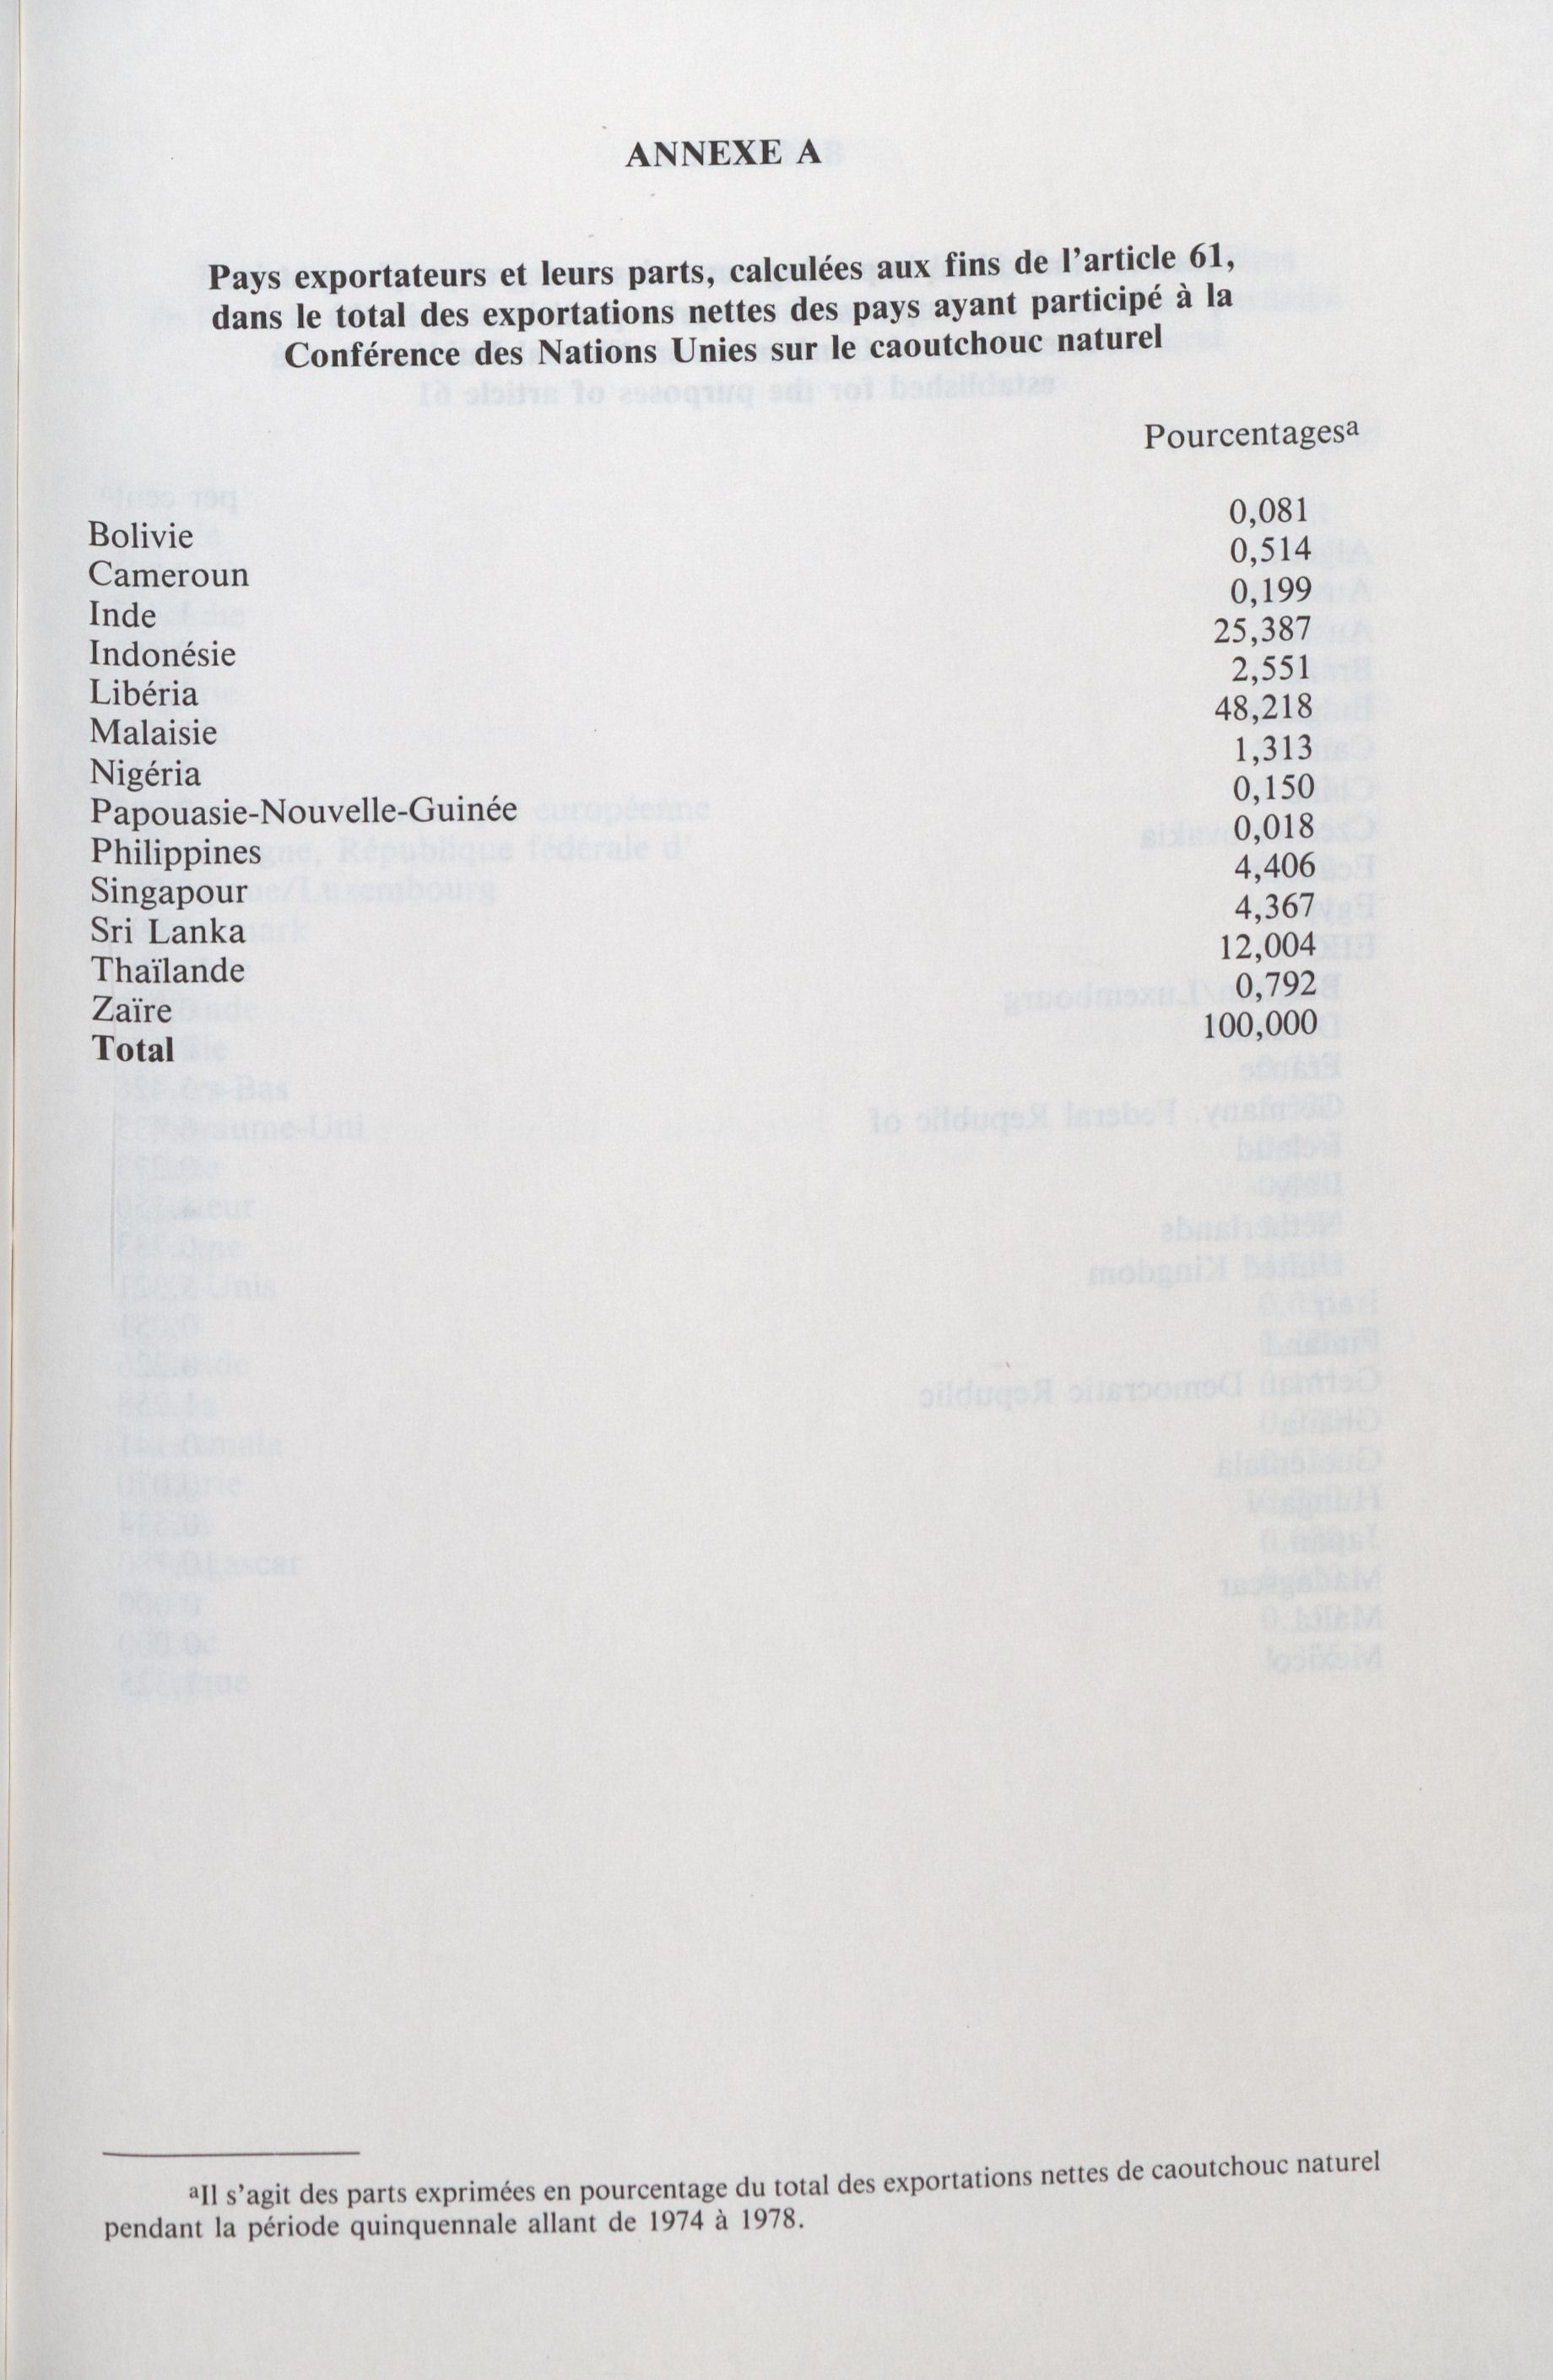 ANNEXE A
Pays exportateurs et leurs parts, calculées aux fins de l'article 61,
dans le total des exportations nettes des pays ayant participé à la
Conférence des Nations Unies sur le caoutchouc naturel
Pourcentagesᵃ
Bolivie 0,081
Cameroun 0,514
Inde 0,199
Indonésie 25,387
Libéria 2,551
Malaisie 48,218
Nigéria 1,313
Papouasie-Nouvelle-Guinée 0,150
Philippines 0,018
Singapour 4,406
Sri Lanka 4,367
Thaïlande 12,004
Zaïre 0,792
Total 100,000
ᵃIl s'agit des parts exprimées en pourcentage du total des exportations nettes de caoutchouc naturel
pendant la période quinquennale allant de 1974 à 1978.